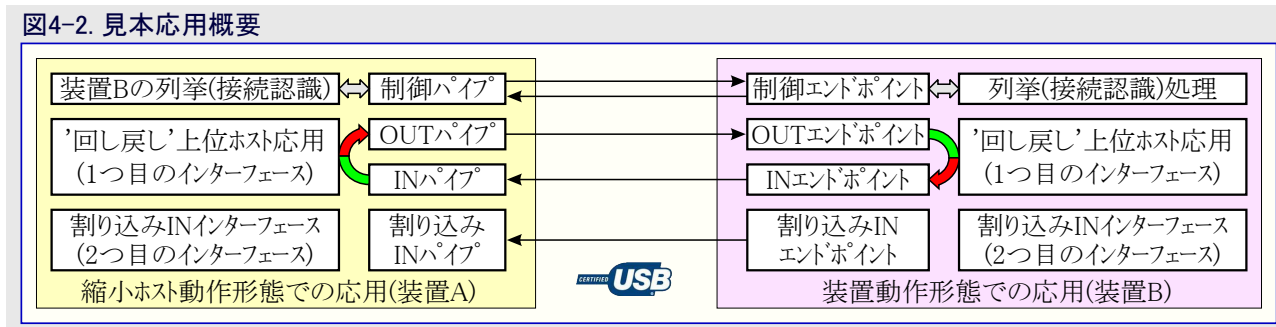 図4-2. 見本応用概要
装置Bの列挙(接続認識)
制御ﾊﾟｲﾌﾟ
制御ｴﾝﾄﾞﾎﾟｲﾝﾄ
列挙(接続認識)処理
'回し戻し'上位ﾎｽﾄ応用
(1つ目のｲﾝﾀｰﾌｪｰｽ)
OUTﾊﾟｲﾌﾟ
INﾊﾟｲﾌﾟ
OUTｴﾝﾄﾞﾎﾟｲﾝﾄ
INｴﾝﾄﾞﾎﾟｲﾝﾄ
'回し戻し'上位ﾎｽﾄ応用
(1つ目のｲﾝﾀｰﾌｪｰｽ)
割り込みINｲﾝﾀｰﾌｪｰｽ
(2つ目のｲﾝﾀｰﾌｪｰｽ)
割り込み
INﾊﾟｲﾌﾟ
割り込みIN
ｴﾝﾄﾞﾎﾟｲﾝﾄ
割り込みINｲﾝﾀｰﾌｪｰｽ
(2つ目のｲﾝﾀｰﾌｪｰｽ)
縮小ﾎｽﾄ動作形態での応用(装置A)
CERTIFIED USB
装置動作形態での応用(装置B)